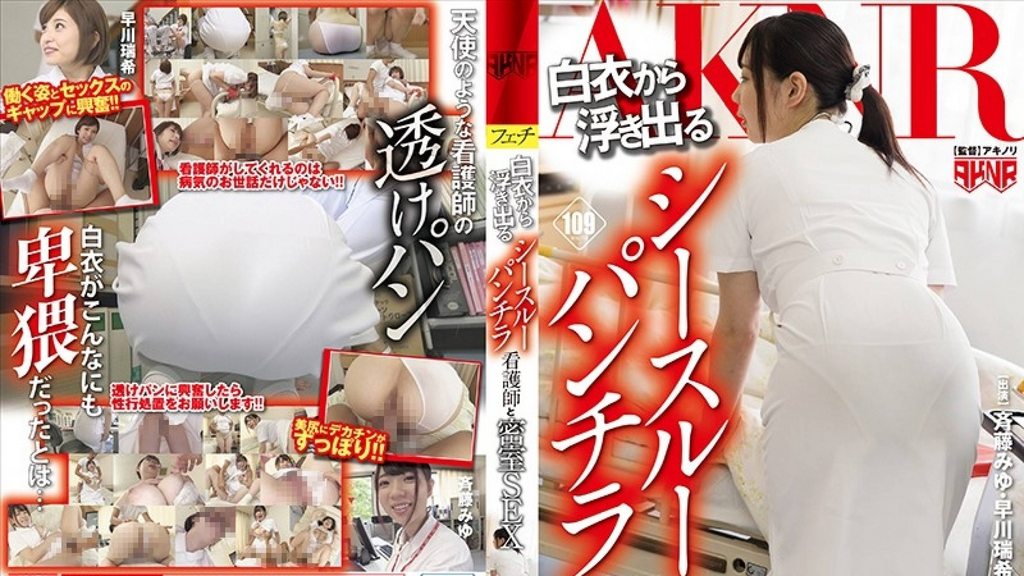 早川瑞希
働く姿とセックスの
ギャップに興奮!!
天使のような看護師の
透けパン
看護師がしてくれるのは
病気のお世話だけじゃない!!
白衣がこんなにも
卑猥だったとは…
透けパンに興奮したら
性行処置をお願いします!!
美尻にデカチンが
すっぽり!!
斉藤みゆ
AKNR
フェチ
白衣から
浮き出る
シースルー
パンチラ
看護師と密室SEX
AKNR
白衣から
浮き出る
シースルー
パンチラ
109
【監督】アキノリ
AKNR
【出演】
斉藤みゆ・早川瑞希